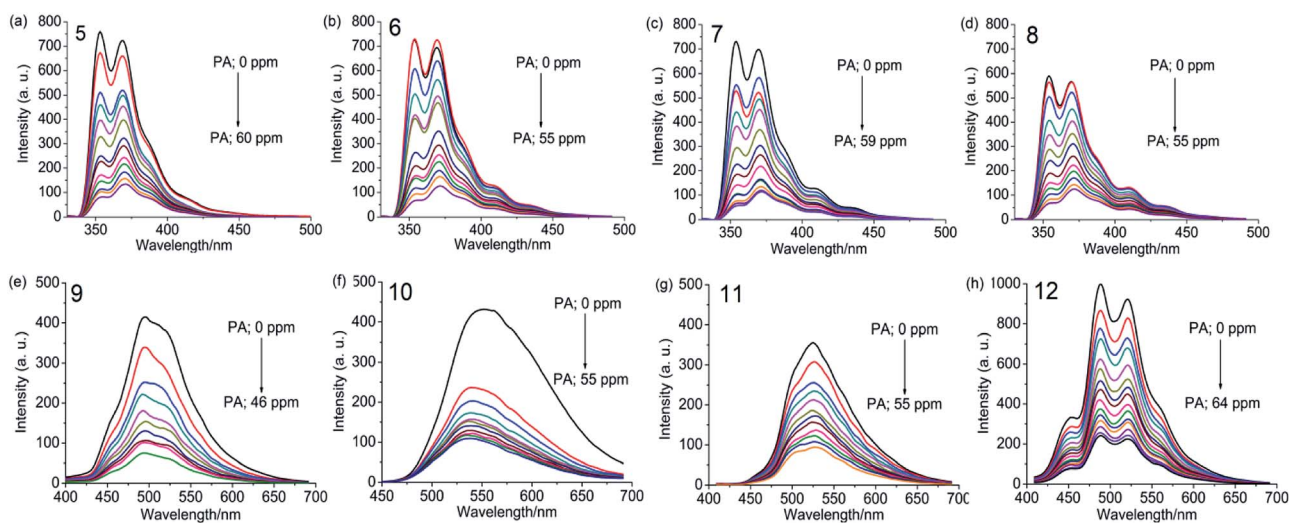 (a)
5
PA; 0 ppm
PA; 60 ppm
Intensity (a. u.)
800
700
600
500
400
300
200
100
0
350 400 450 500
Wavelength/nm
(b)
6
PA; 0 ppm
PA; 55 ppm
Intensity (a. u.)
800
700
600
500
400
300
200
100
0
350 400 450 500
Wavelength/nm
(c)
7
PA; 0 ppm
PA; 59 ppm
Intensity (a. u.)
800
700
600
500
400
300
200
100
0
350 400 450 500
Wavelength/nm
(d)
8
PA; 0 ppm
PA; 55 ppm
Intensity (a. u.)
800
700
600
500
400
300
200
100
0
350 400 450 500
Wavelength/nm
(e)
9
PA; 0 ppm
PA; 46 ppm
Intensity (a. u.)
500
400
300
200
100
0
400 450 500 550 600 650 700
Wavelength/nm
(f)
10
PA; 0 ppm
PA; 55 ppm
Intensity (a. u.)
500
400
300
200
100
0
450 500 550 600 650 700
Wavelength/nm
(g)
11
PA; 0 ppm
PA; 55 ppm
Intensity (a. u.)
500
400
300
200
100
0
400 450 500 550 600 650 700
Wavelength/nm
(h)
12
PA; 0 ppm
PA; 64 ppm
Intensity (a. u.)
1000
800
600
400
200
0
400 450 500 550 600 650 700
Wavelength/nm